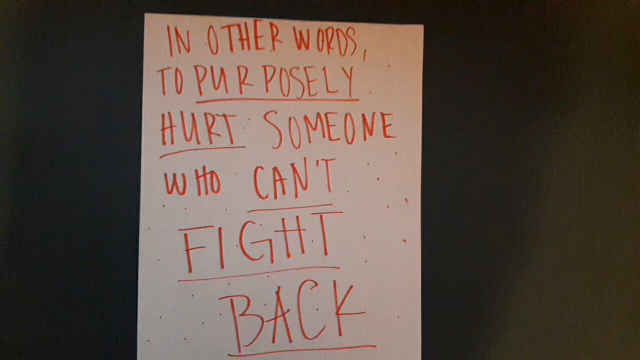 IN OTHER WORDS,
TO PURPOSELY
HURT SOMEONE
WHO CAN'T
FIGHT
BACK